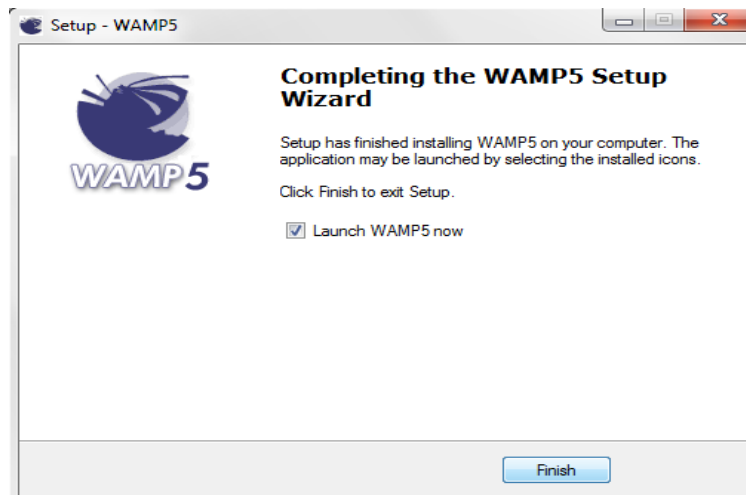 Setup - WAMP5
WAMP5
Completing the WAMP5 Setup
Wizard
Setup has finished installing WAMP5 on your computer. The
application may be launched by selecting the installed icons.
Click Finish to exit Setup.
Launch WAMP5 now
Finish